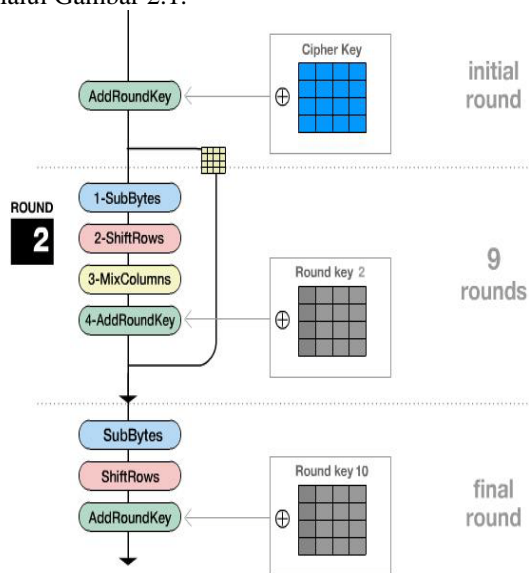 Gambar 2.1.
Cipher Key
AddRoundKey
⊕
initial
round
ROUND
2
1-SubBytes
2-ShiftRows
3-MixColumns
4-AddRoundKey
Round key 2
⊕
9
rounds
SubBytes
ShiftRows
AddRoundKey
Round key 10
⊕
final
round